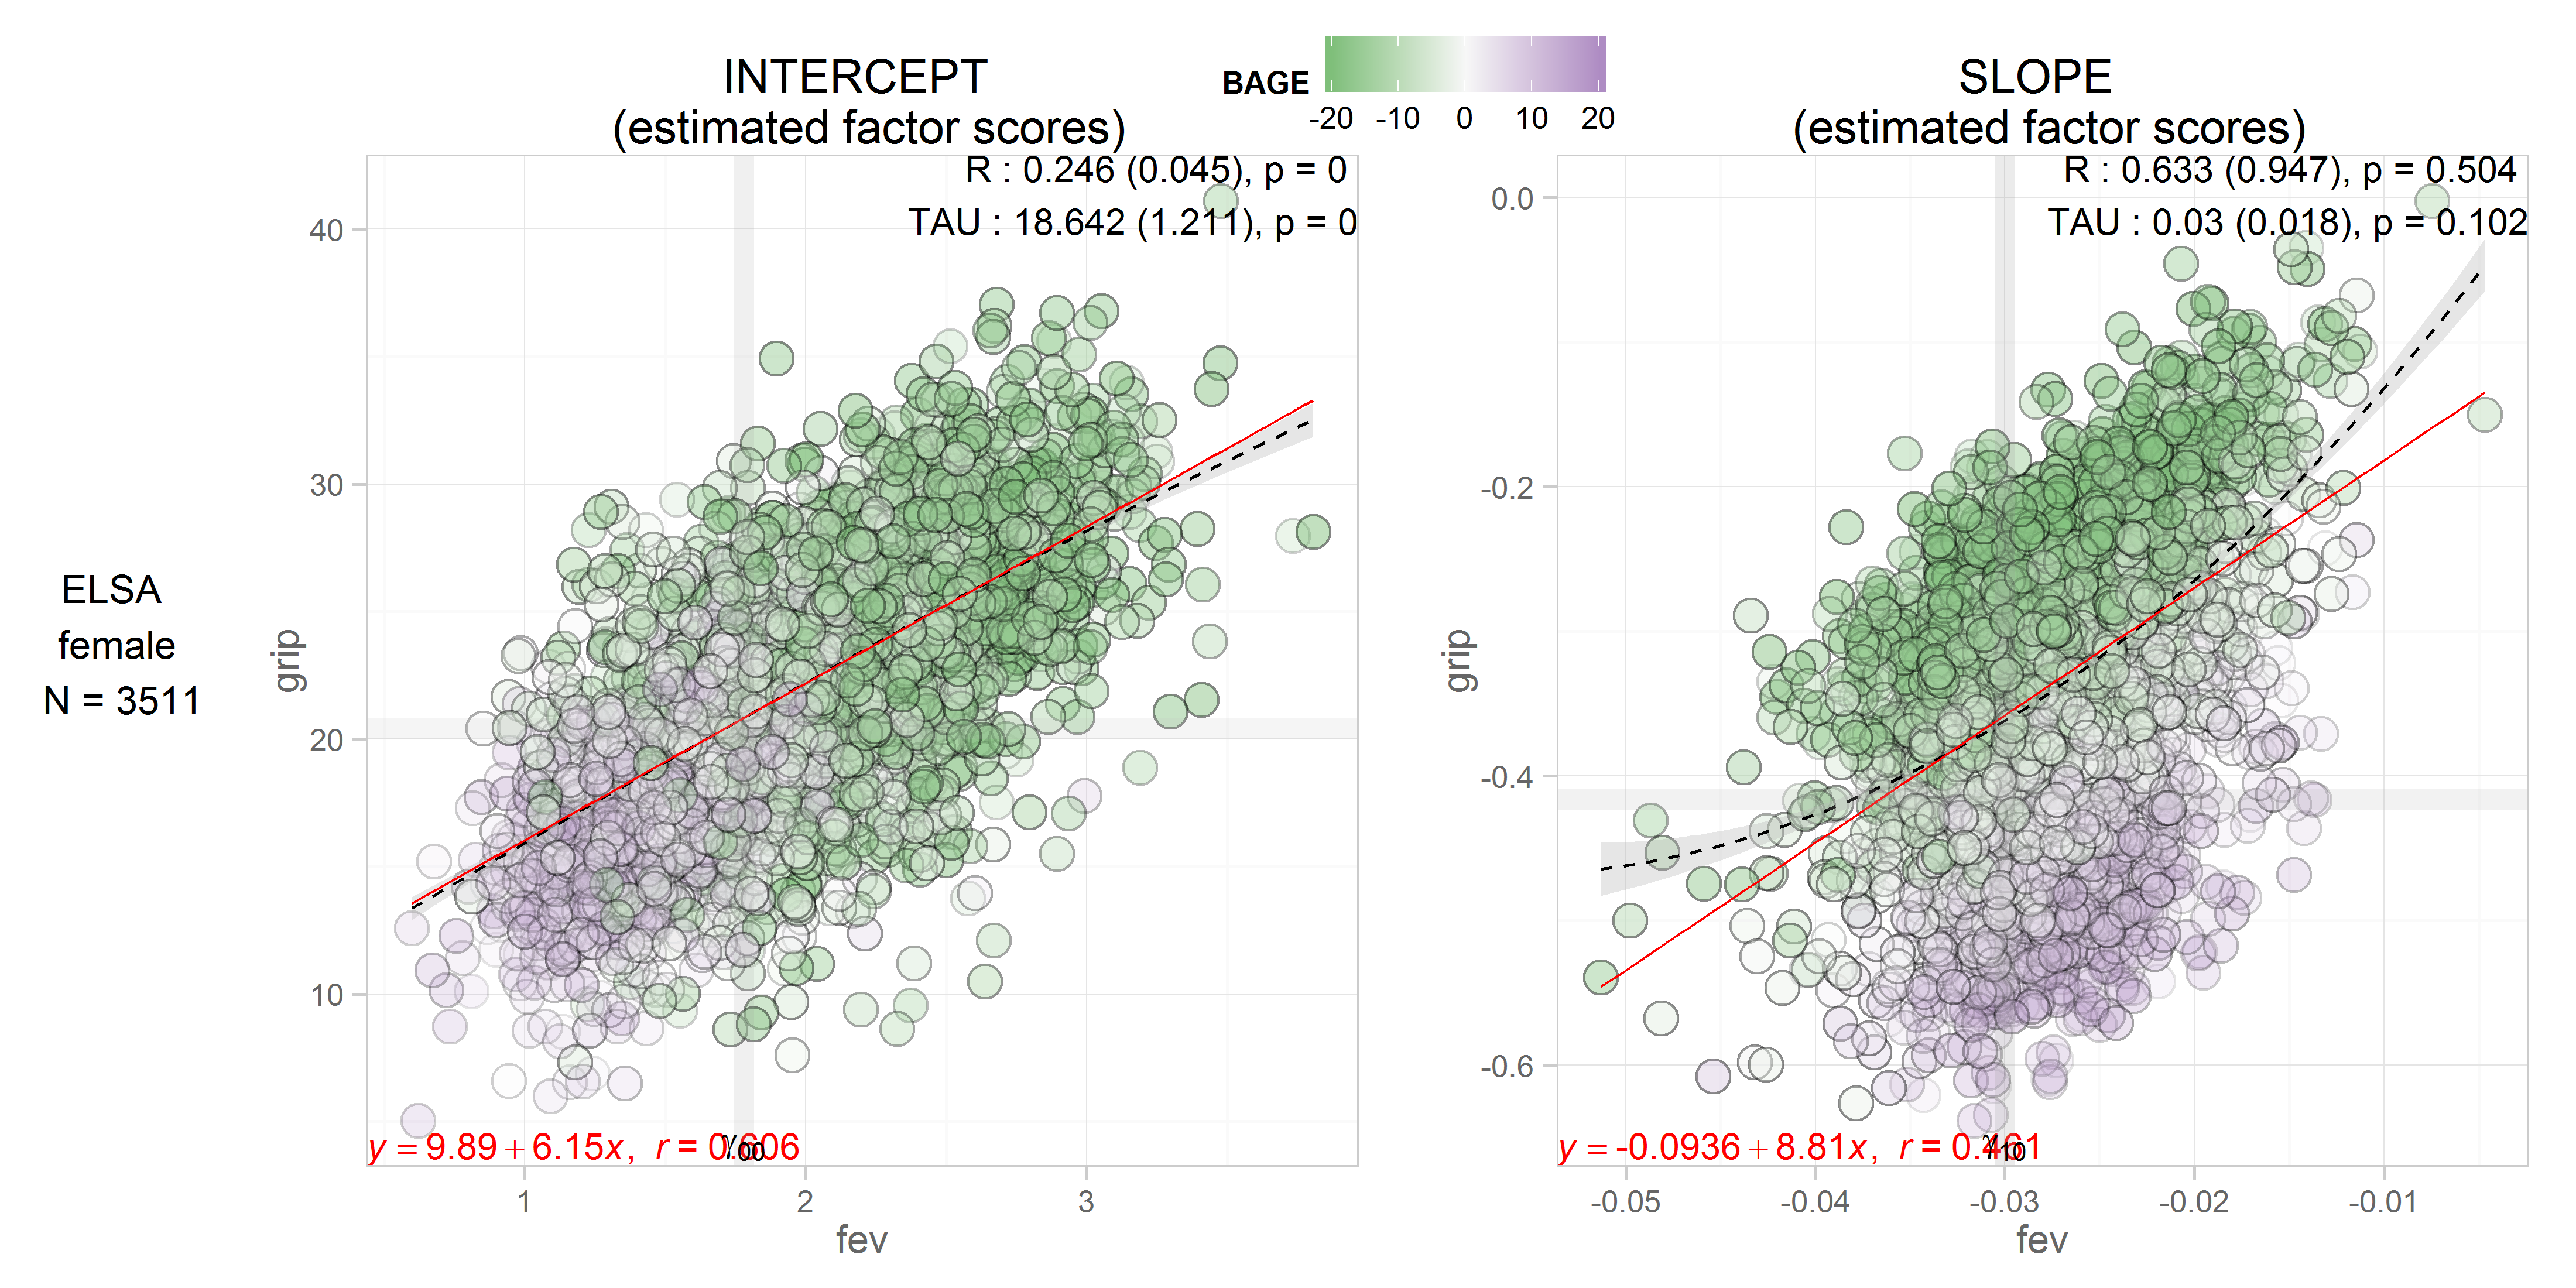 INTERCEPT
(estimated factor scores)
BAGE
-20 -10 0 10 20
SLOPE
(estimated factor scores)
R : 0.246 (0.045), p = 0
TAU : 18.642 (1.211), p = 0
40
30
20
10
grip
ELSA
female
N = 3511
y = 9.89 + 6.15x, r = 0.606
γ00
1 2 3
fev
R : 0.633 (0.947), p = 0.504
TAU : 0.03 (0.018), p = 0.102
0.0
-0.2
-0.4
-0.6
grip
y = -0.0936 + 8.81x, r = 0.461
γ10
-0.05 -0.04 -0.03 -0.02 -0.01
fev